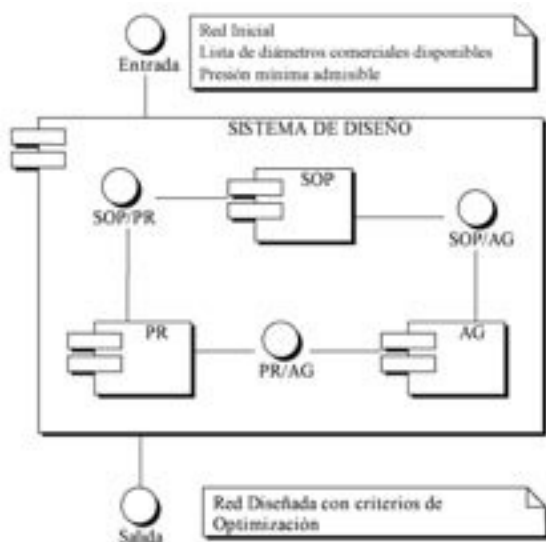 Red Inicial
Lista de diámetros comerciales disponibles
Presión mínima admisible
Entrada
SISTEMA DE DISEÑO
SOP
SOP/PR
SOP/AG
PR
AG
PR/AG
Red Diseñada con criterios de
Optimización
Salida